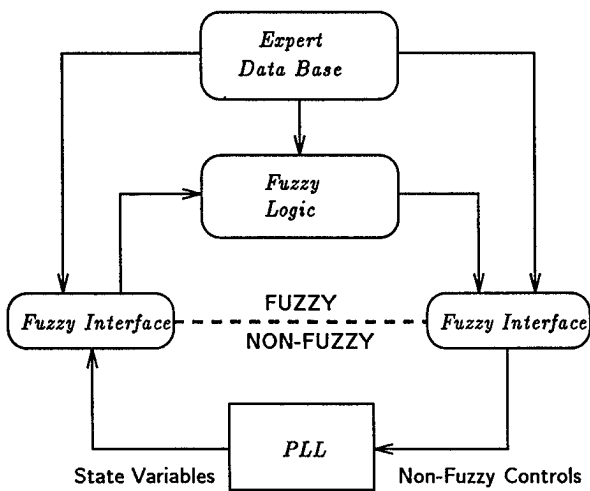 Expert
Data Base
Fuzzy
Logic
Fuzzy Interface
FUZZY
NON-FUZZY
Fuzzy Interface
PLL
State Variables
Non-Fuzzy Controls